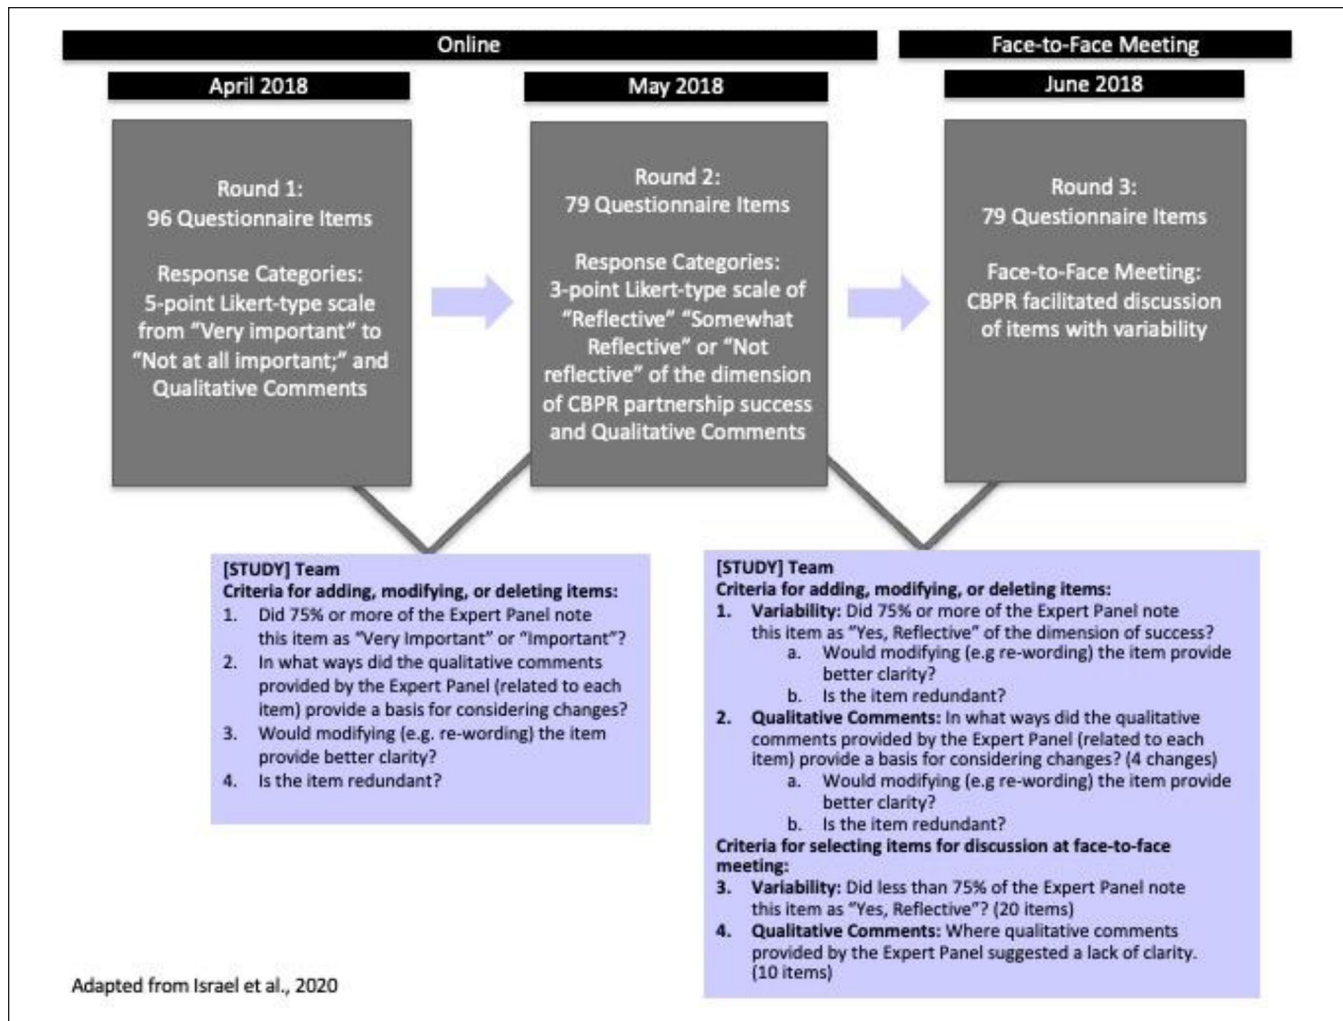 Online
Face-to-Face Meeting
April 2018
May 2018
June 2018
Round 1:
96 Questionnaire Items
Response Categories:
5-point Likert-type scale
from “Very important” to
“Not at all important;” and
Qualitative Comments
Round 2:
79 Questionnaire Items
Response Categories:
3-point Likert-type scale of
“Reflective” “Somewhat
Reflective” or “Not
reflective” of the dimension
of CBPR partnership success
and Qualitative Comments
Round 3:
79 Questionnaire Items
Face-to-Face Meeting:
CBPR facilitated discussion
of items with variability
[STUDY] Team
Criteria for adding, modifying, or deleting items:
1. Did 75% or more of the Expert Panel note
this item as “Very Important” or “Important”?
2. In what ways did the qualitative comments
provided by the Expert Panel (related to each
item) provide a basis for considering changes?
3. Would modifying (e.g. re-wording) the item
provide better clarity?
4. Is the item redundant?
[STUDY] Team
Criteria for adding, modifying, or deleting items:
1. Variability: Did 75% or more of the Expert Panel note
this item as “Yes, Reflective” of the dimension of success?
a. Would modifying (e.g re-wording) the item provide
better clarity?
b. Is the item redundant?
2. Qualitative Comments: In what ways did the qualitative
comments provided by the Expert Panel (related to each
item) provide a basis for considering changes? (4 changes)
a. Would modifying (e.g re-wording) the item provide
better clarity?
b. Is the item redundant?
Criteria for selecting items for discussion at face-to-face
meeting:
3. Variability: Did less than 75% of the Expert Panel note
this item as “Yes, Reflective”? (20 items)
4. Qualitative Comments: Where qualitative comments
provided by the Expert Panel suggested a lack of clarity.
(10 items)
Adapted from Israel et al., 2020